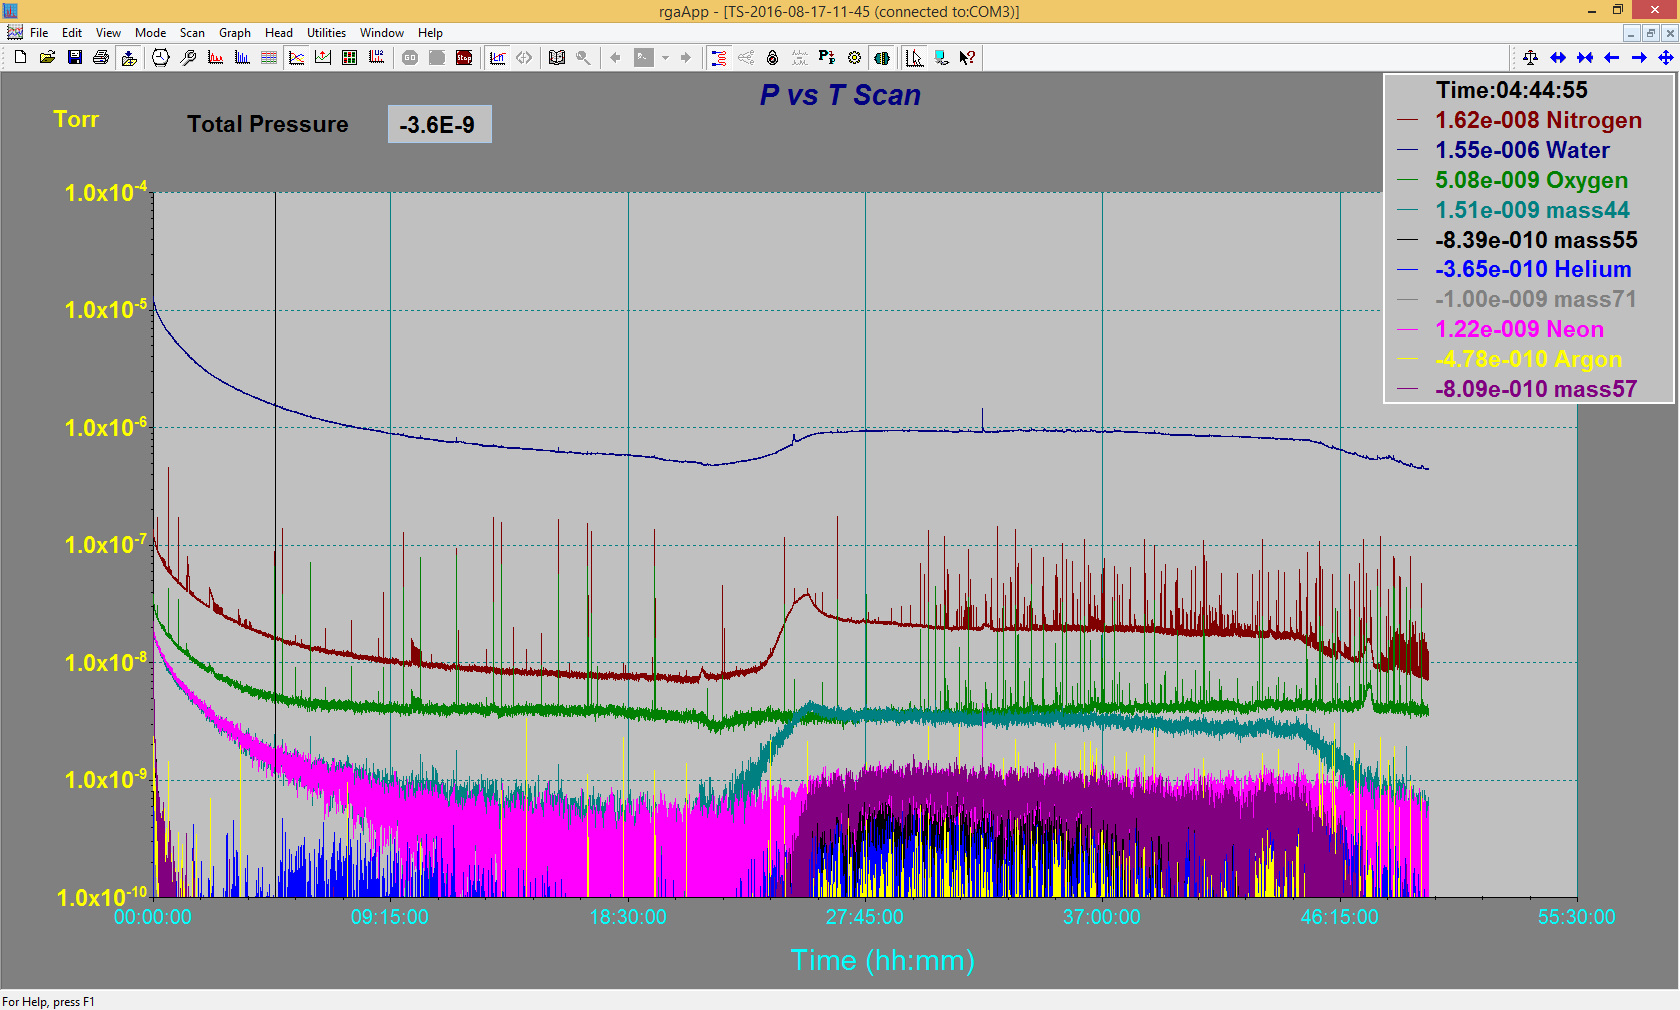 rgaApp - [TS-2016-08-17-11-45 (connected to:COM3)]
File Edit View Mode Scan Graph Head Utilities Window Help
GO Stop
P vs T Scan
Torr
Total Pressure -3.6E-9
Time:04:44:55
1.62e-008 Nitrogen
1.55e-006 Water
5.08e-009 Oxygen
1.51e-009 mass44
-8.39e-010 mass55
-3.65e-010 Helium
-1.00e-009 mass71
1.22e-009 Neon
-4.78e-010 Argon
-8.09e-010 mass57
1.0x10-4
1.0x10-5
1.0x10-6
1.0x10-7
1.0x10-8
1.0x10-9
1.0x10-10
00:00:00 09:15:00 18:30:00 27:45:00 37:00:00 46:15:00 55:30:00
Time (hh:mm)
For Help, press F1